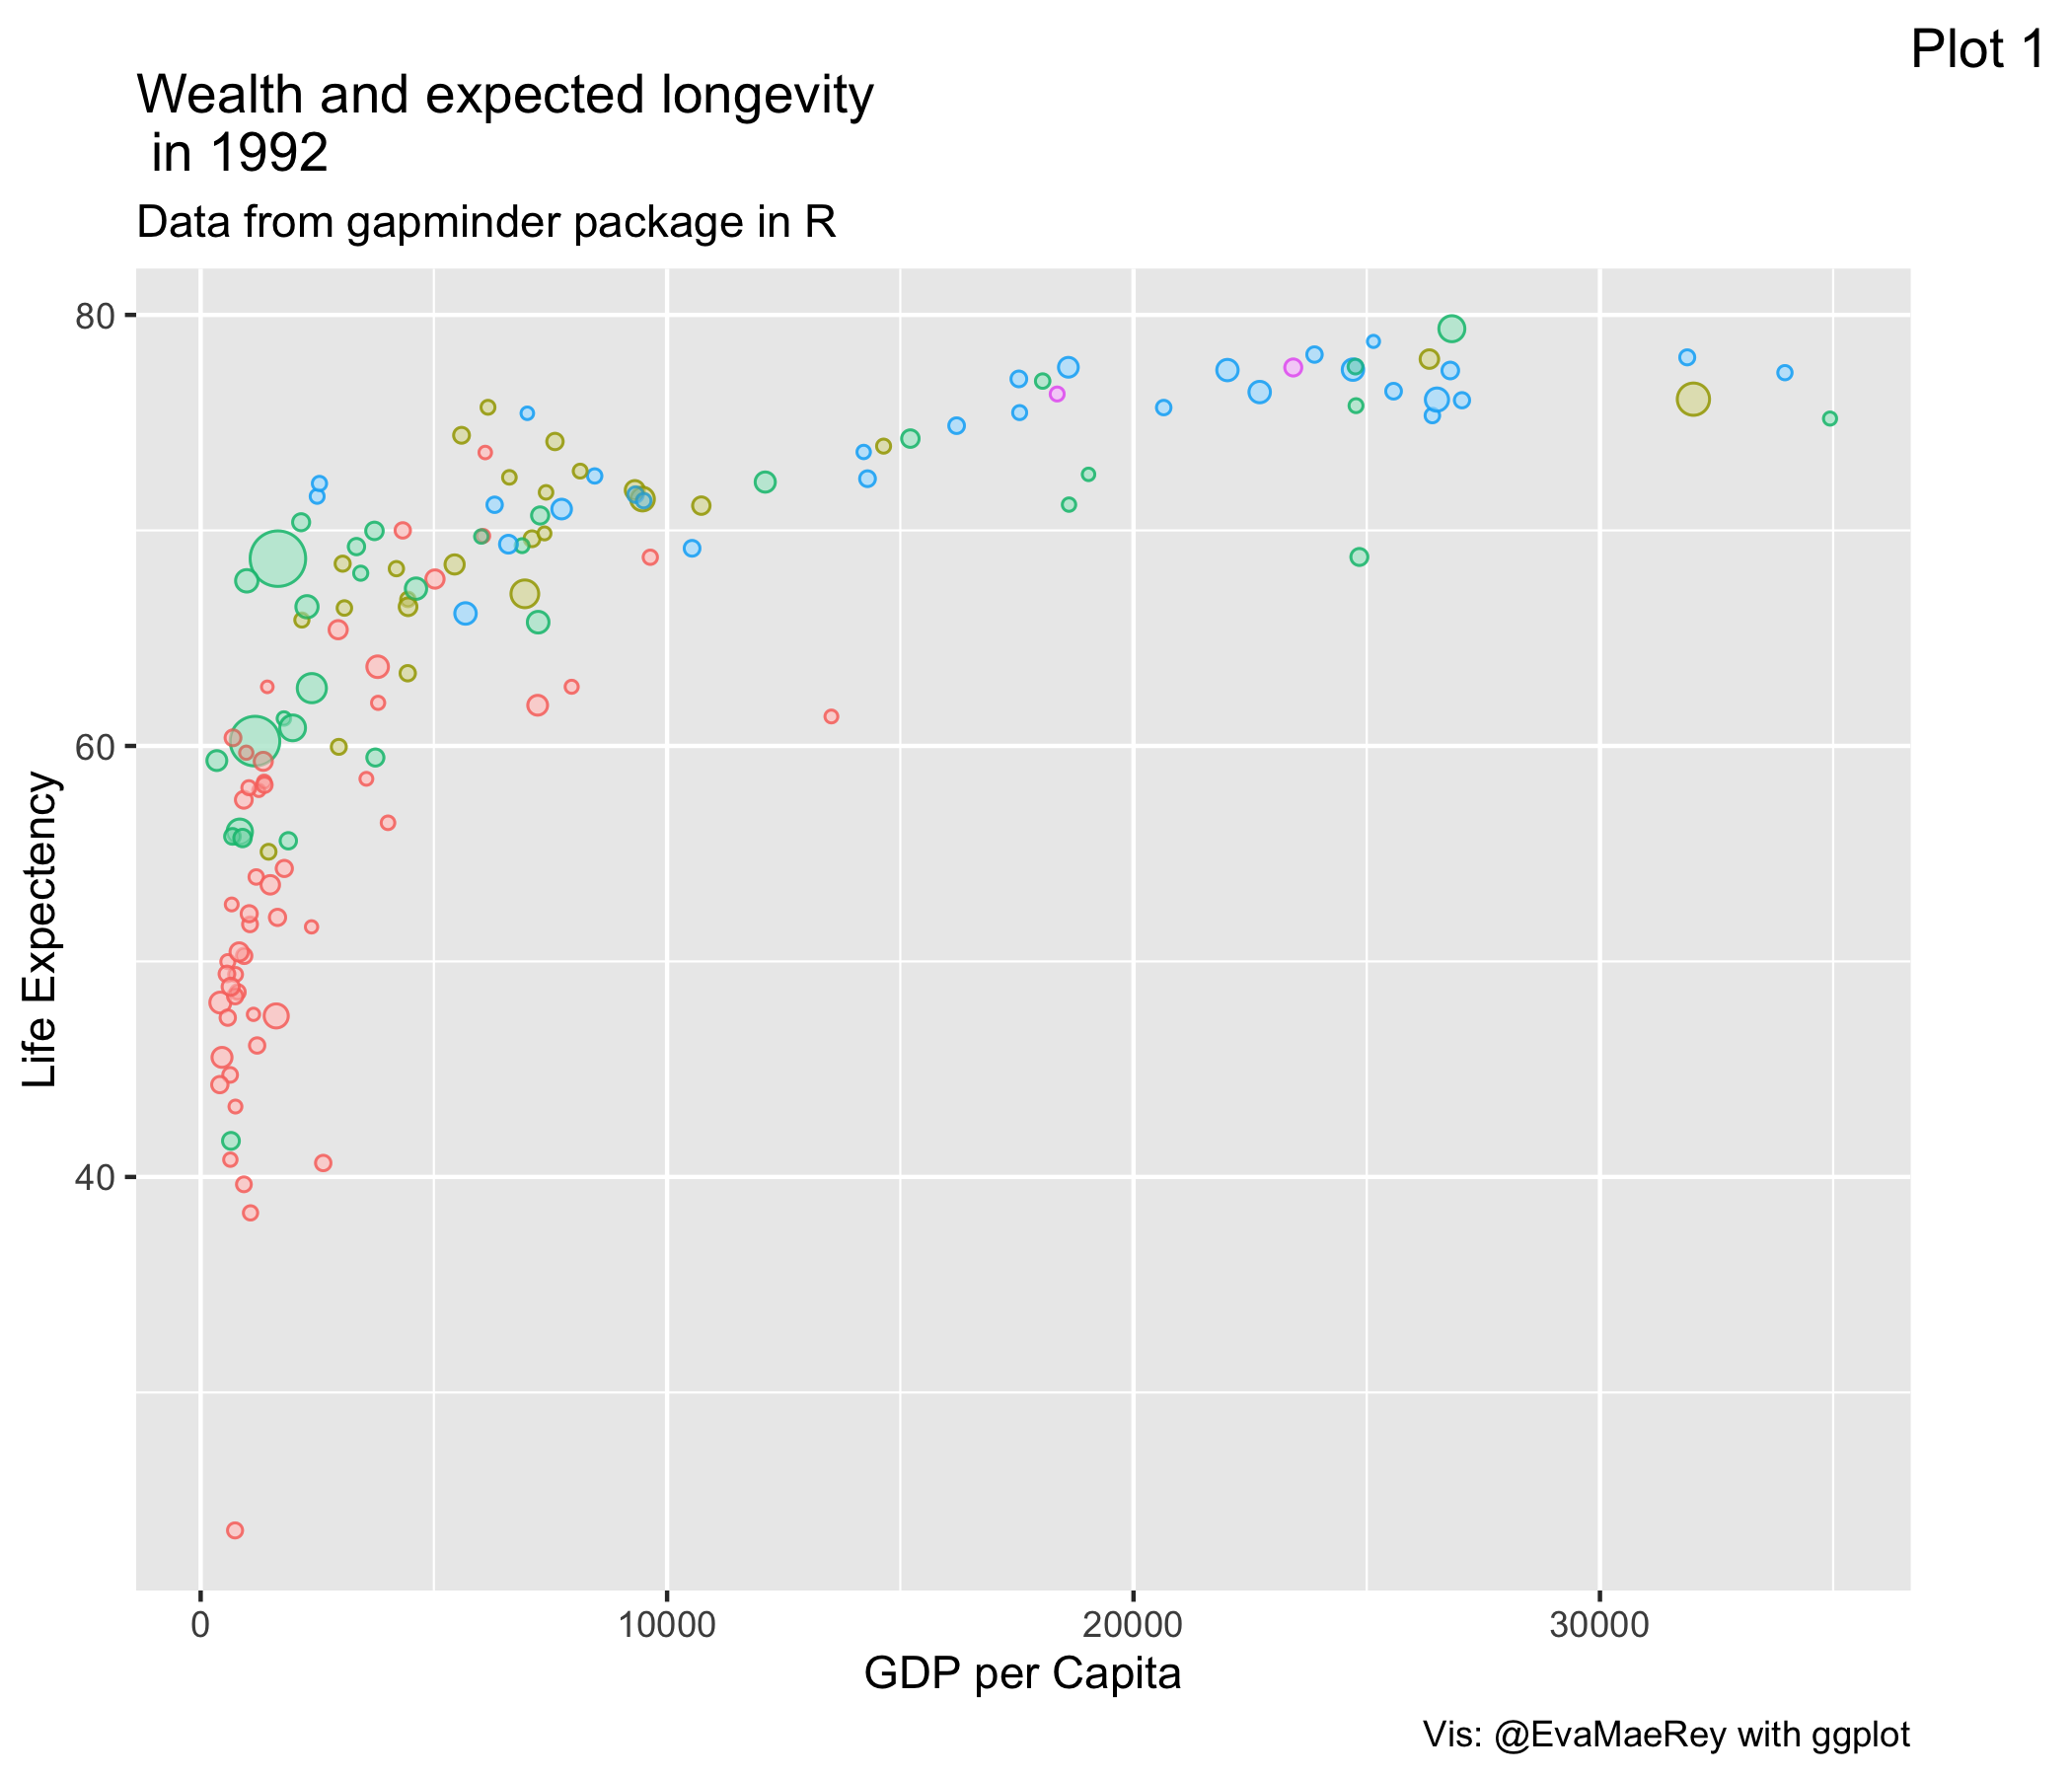 Plot 1
Wealth and expected longevity
in 1992
Data from gapminder package in R
80
60
40
Life Expectency
0 10000 20000 30000
GDP per Capita
Vis: @EvaMaeRey with ggplot